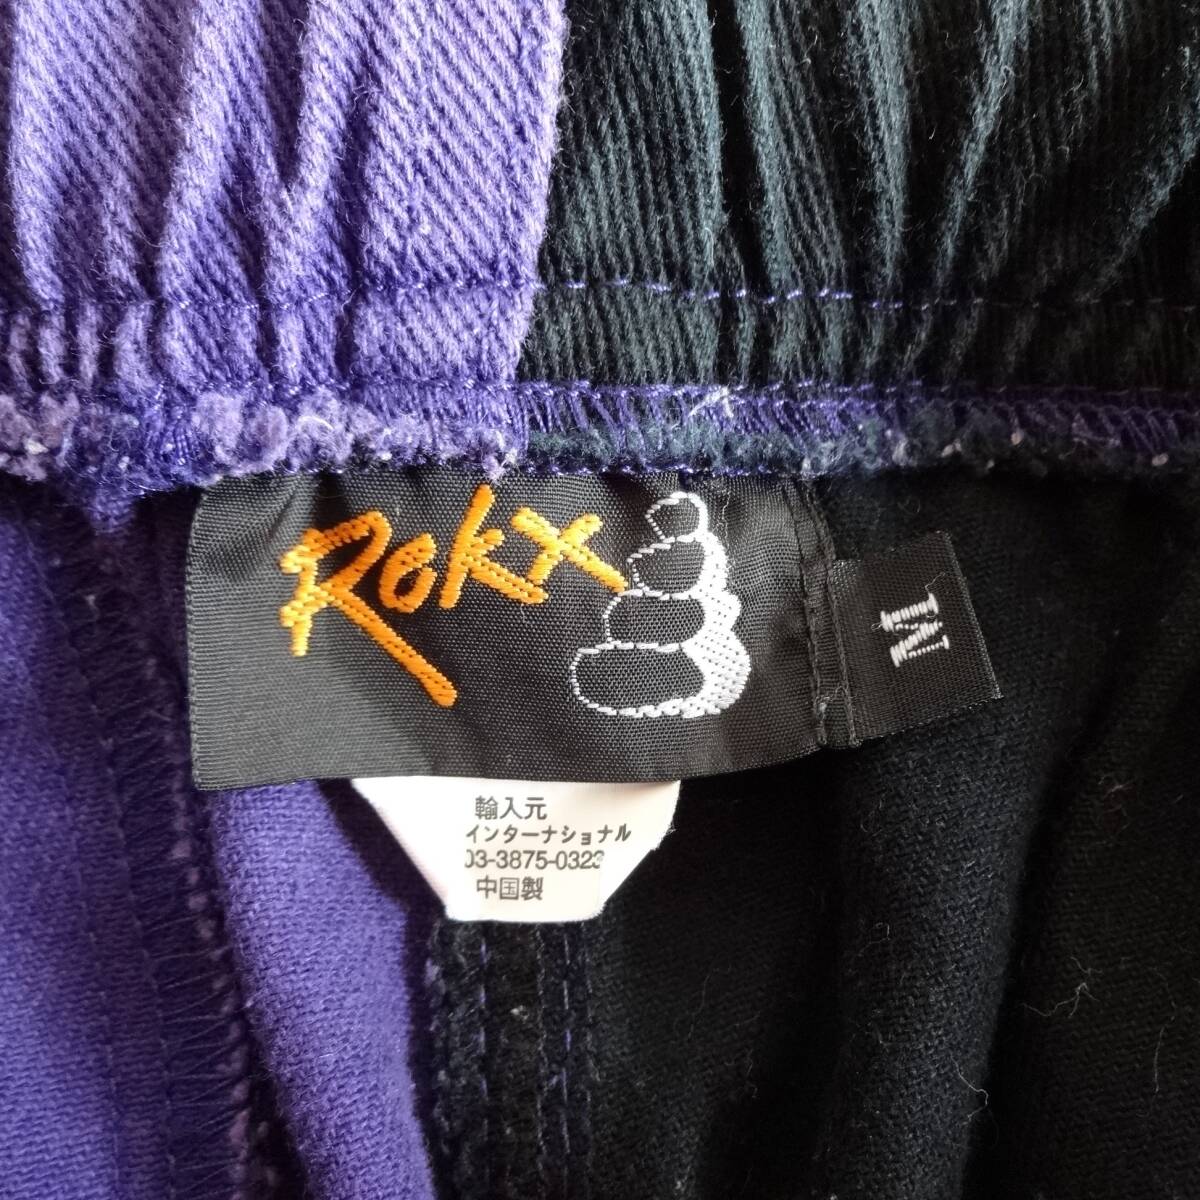 Rokx
M
輸入元
インターナショナル
03-3875-0323
中国製